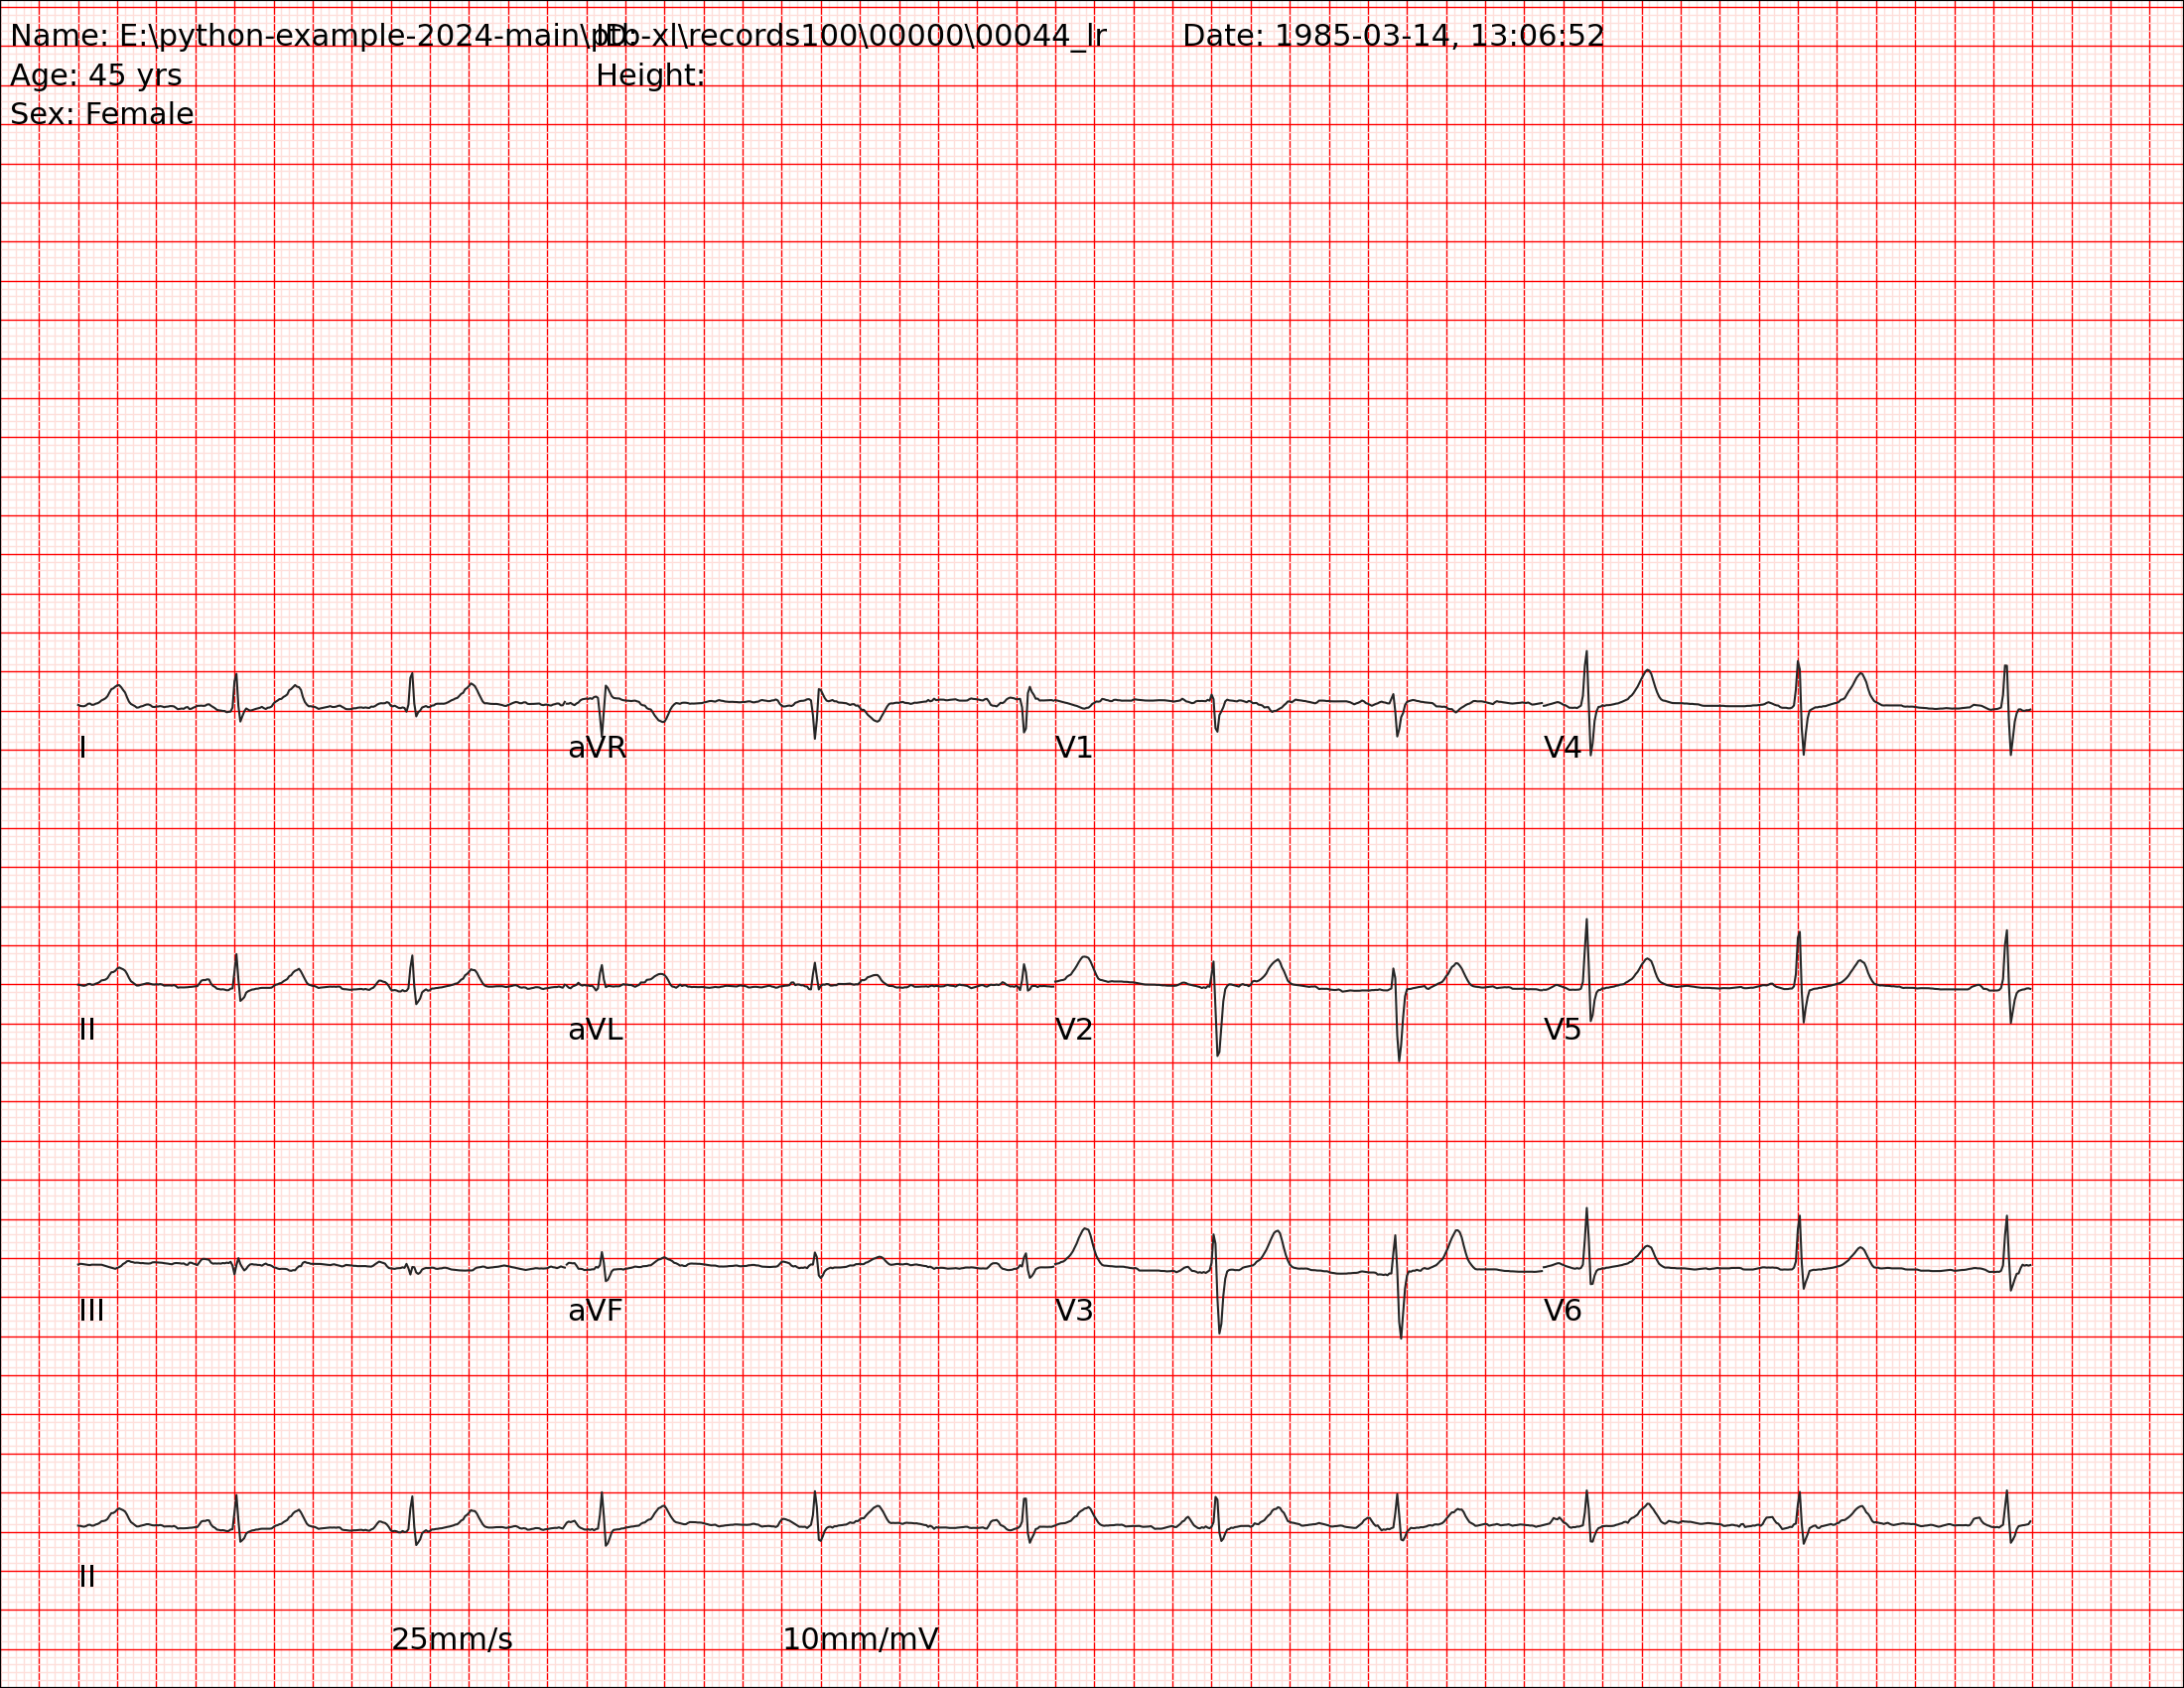 Name: E:\python-example-2024-main\ptb-xl\records100\00000\00044_lr ID: Date: 1985-03-14, 13:06:52
Age: 45 yrs Height:
Sex: Female
I aVR V1 V4
II aVL V2 V5
III aVF V3 V6
II
25mm/s 10mm/mV